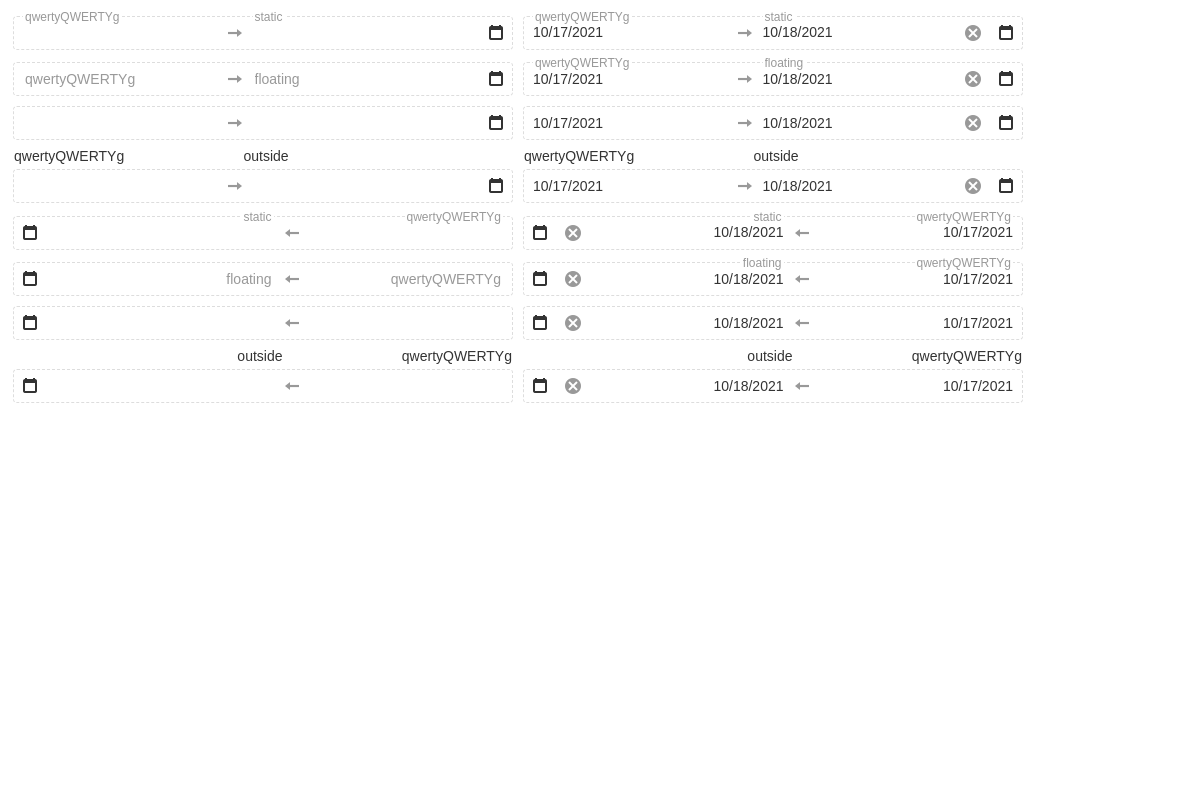 qwertyQWERTYg static qwertyQWERTYg static
10/17/2021 10/18/2021
qwertyQWERTYg floating
qwertyQWERTYg floating 10/17/2021 10/18/2021
10/17/2021 10/18/2021
qwertyQWERTYg outside qwertyQWERTYg outside
10/17/2021 10/18/2021
static qwertyQWERTYg static qwertyQWERTYg
10/18/2021 10/17/2021
floating qwertyQWERTYg
floating qwertyQWERTYg 10/18/2021 10/17/2021
10/18/2021 10/17/2021
outside qwertyQWERTYg outside qwertyQWERTYg
10/18/2021 10/17/2021